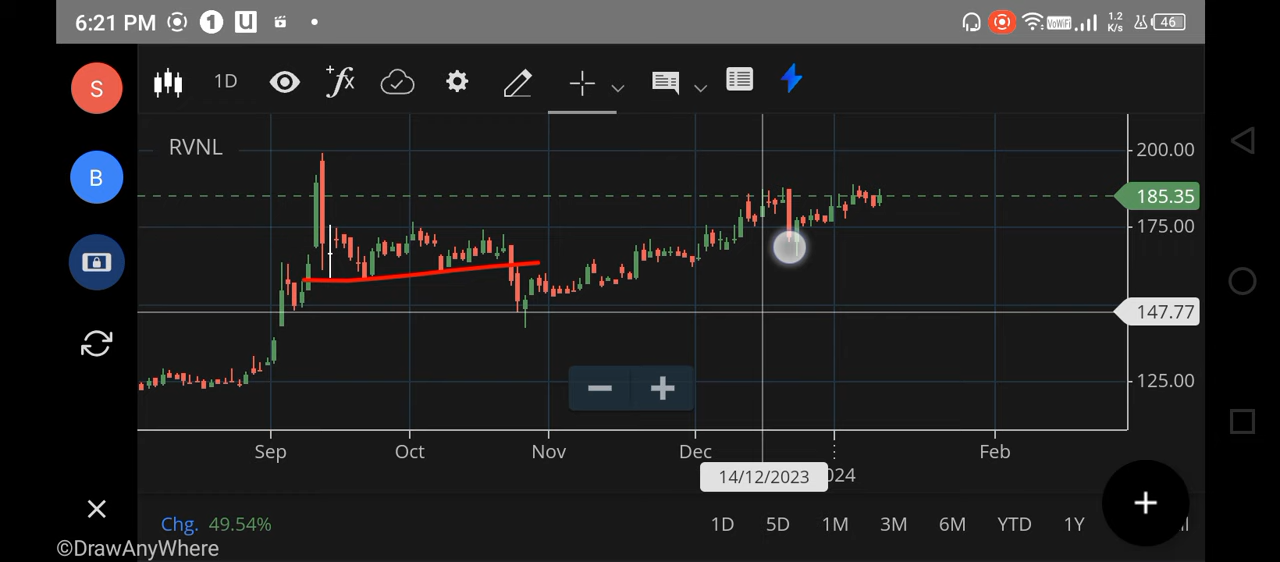 6:21 PM 1 u VoWiFi 1.2 K/s 46
S 1D
RVNL 200.00
B 185.35
175.00
147.77
125.00
Sep Oct Nov Dec Feb
14/12/2023 024
Chg. 49.54% 1D 5D 1M 3M 6M YTD 1Y
©DrawAnyWhere